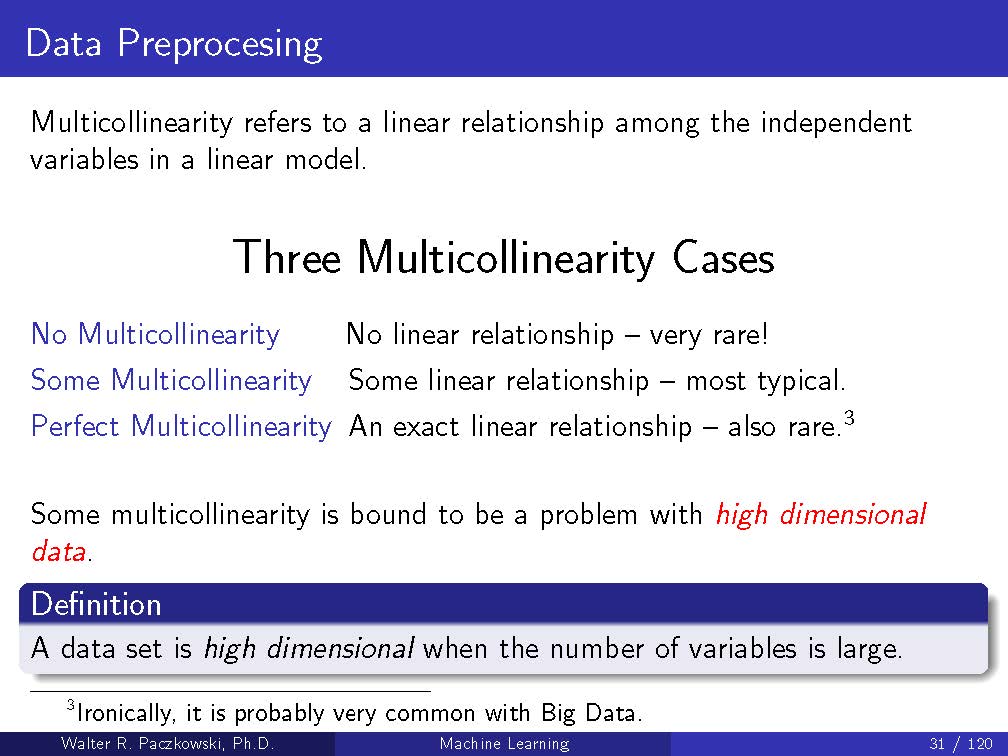 Data Preprocesing
Multicollinearity refers to a linear relationship among the independent
variables in a linear model.
Three Multicollinearity Cases
No Multicollinearity No linear relationship – very rare!
Some Multicollinearity Some linear relationship – most typical.
Perfect Multicollinearity An exact linear relationship – also rare.³
Some multicollinearity is bound to be a problem with high dimensional
data.
Definition
A data set is high dimensional when the number of variables is large.
³Ironically, it is probably very common with Big Data.
Walter R. Paczkowski, Ph.D. Machine Learning 31 / 120